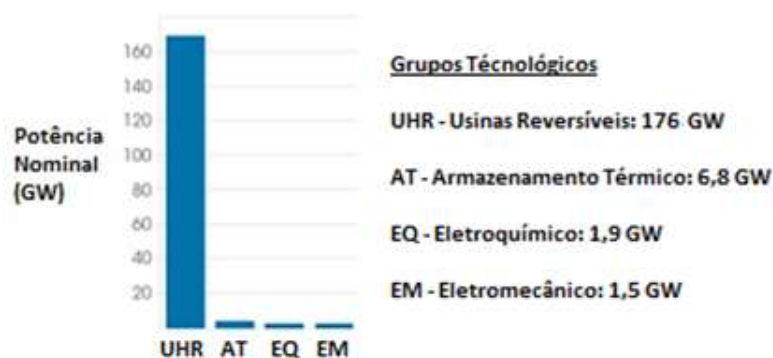 160
140
120
100
80
60
40
20
Potência
Nominal
(GW)
UHR AT EQ EM
Grupos Técnológicos
UHR - Usinas Reversíveis: 176 GW
AT - Armazenamento Térmico: 6,8 GW
EQ - Eletroquímico: 1,9 GW
EM - Eletromecânico: 1,5 GW